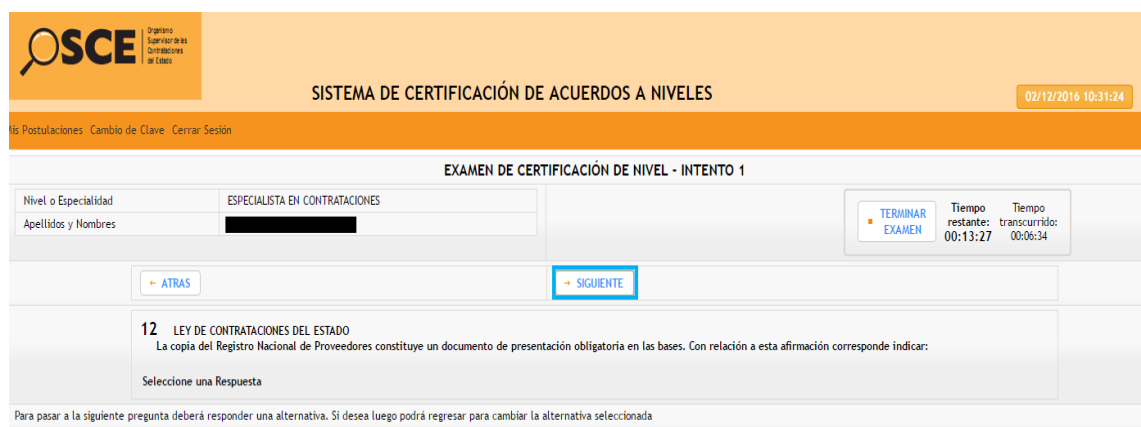 OSCE
Organismo
Supervisor de las
Contrataciones
del Estado
SISTEMA DE CERTIFICACIÓN DE ACUERDOS A NIVELES
02/12/2016 10:31:24
is Postulaciones Cambio de Clave Cerrar Sesión
EXAMEN DE CERTIFICACIÓN DE NIVEL - INTENTO 1
Nivel o Especialidad ESPECIALISTA EN CONTRATACIONES
Apellidos y Nombres
TERMINAR EXAMEN
Tiempo restante: 00:13:27
Tiempo transcurrido: 00:06:34
← ATRAS
→ SIGUIENTE
12 LEY DE CONTRATACIONES DEL ESTADO
La copia del Registro Nacional de Proveedores constituye un documento de presentación obligatoria en las bases. Con relación a esta afirmación corresponde indicar:
Seleccione una Respuesta
Para pasar a la siguiente pregunta deberá responder una alternativa. Si desea luego podrá regresar para cambiar la alternativa seleccionada